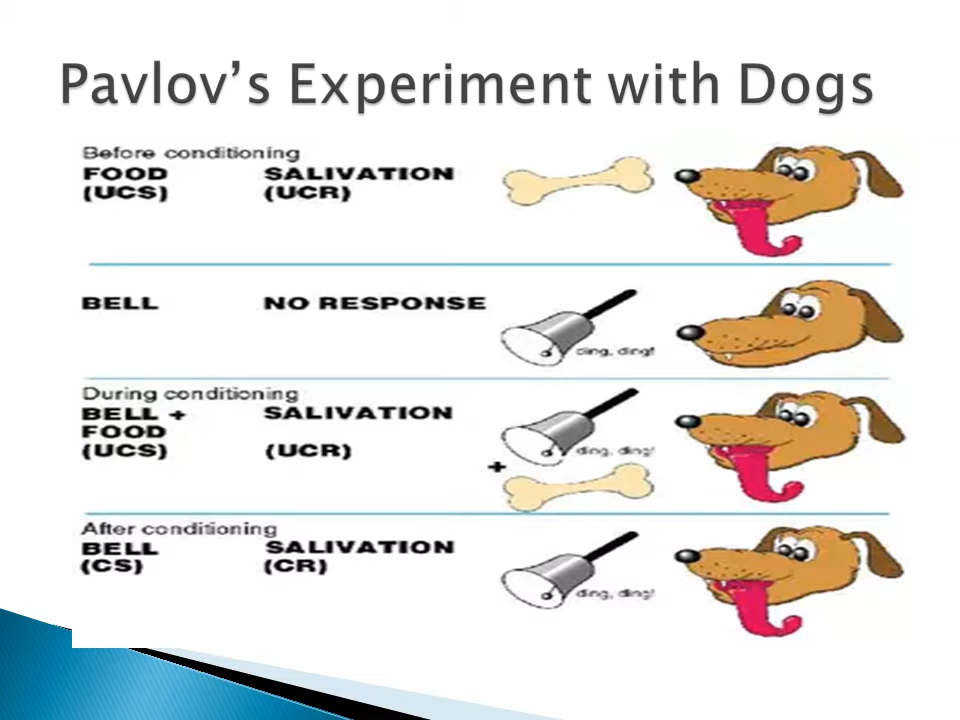 Pavlov's Experiment with Dogs
Before conditioning
FOOD SALIVATION
(UCS) (UCR)
BELL NO RESPONSE
ding, ding!
During conditioning
BELL + SALIVATION
FOOD
(UCS) (UCR)
ding, ding!
+
After conditioning
BELL SALIVATION
(CS) (CR)
ding, ding!